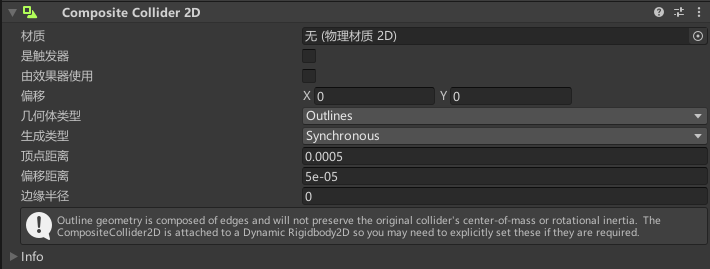 Composite Collider 2D
材质 无 (物理材质 2D)
是触发器
由效果器使用
偏移 X 0 Y 0
几何体类型 Outlines
生成类型 Synchronous
顶点距离 0.0005
偏移距离 5e-05
边缘半径 0
Outline geometry is composed of edges and will not preserve the original collider's center-of-mass or rotational inertia. The
CompositeCollider2D is attached to a Dynamic Rigidbody2D so you may need to explicitly set these if they are required.
Info